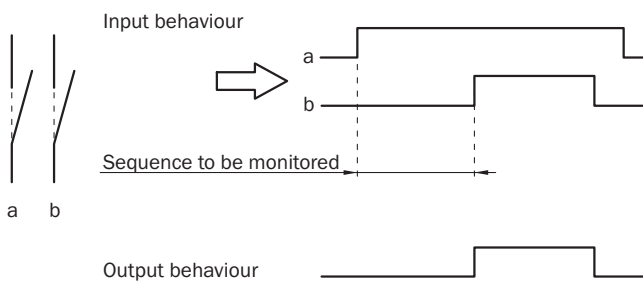 Input behaviour
a
b
Sequence to be monitored
a b
Output behaviour